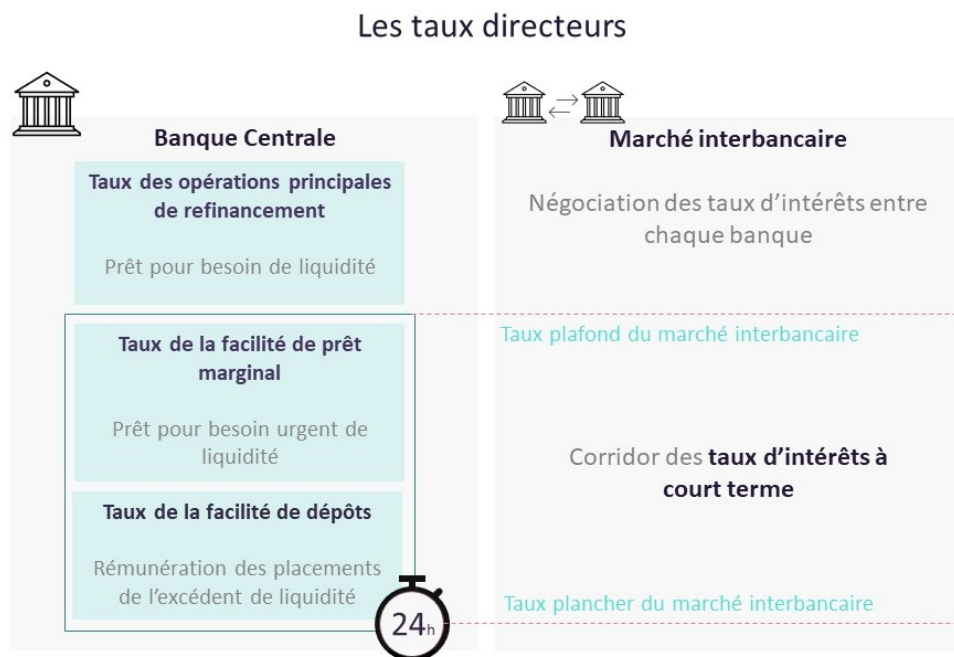 Les taux directeurs
Banque Centrale
Taux des opérations principales
de refinancement
Prêt pour besoin de liquidité
Taux de la facilité de prêt
marginal
Prêt pour besoin urgent de
liquidité
Taux de la facilité de dépôts
Rémunération des placements
de l'excédent de liquidité
24h
Marché interbancaire
Négociation des taux d'intérêts entre
chaque banque
Taux plafond du marché interbancaire
Corridor des taux d'intérêts à
court terme
Taux plancher du marché interbancaire